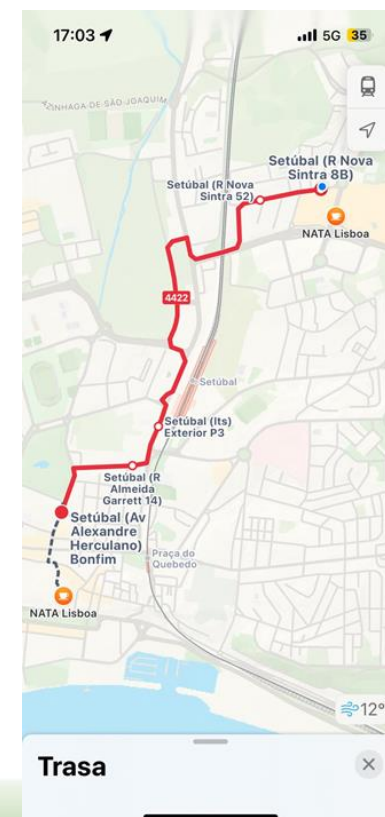 17:03
5G 35
AZINHAGA-DE-SÃO-JOAQUIM
Setúbal (R Nova
Sintra 8B)
Setúbal (R Nova
Sintra 52)
NATA Lisboa
4422
Setúbal
Setúbal (Its)
Exterior P3
Setúbal (R
Almeida
Garrett 14)
Setúbal (Av
Alexandre
Herculano)
Bonfim
Praça do
Quebedo
NATA Lisboa
12°
Trasa